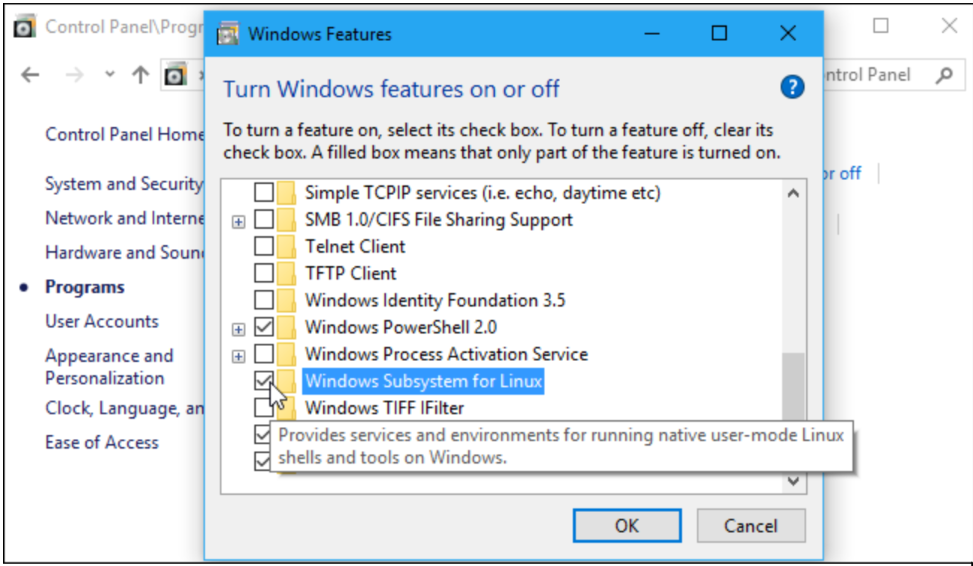 Control Panel\Progr
Windows Features
ntrol Panel
Turn Windows features on or off
?
To turn a feature on, select its check box. To turn a feature off, clear its
check box. A filled box means that only part of the feature is turned on.
Control Panel Home
System and Security
Network and Interne
Hardware and Soun
Programs
User Accounts
Appearance and
Personalization
Clock, Language, an
Ease of Access
or off
Simple TCPIP services (i.e. echo, daytime etc)
SMB 1.0/CIFS File Sharing Support
Telnet Client
TFTP Client
Windows Identity Foundation 3.5
Windows PowerShell 2.0
Windows Process Activation Service
Windows Subsystem for Linux
Windows TIFF IFilter
Provides services and environments for running native user-mode Linux
shells and tools on Windows.
OK
Cancel